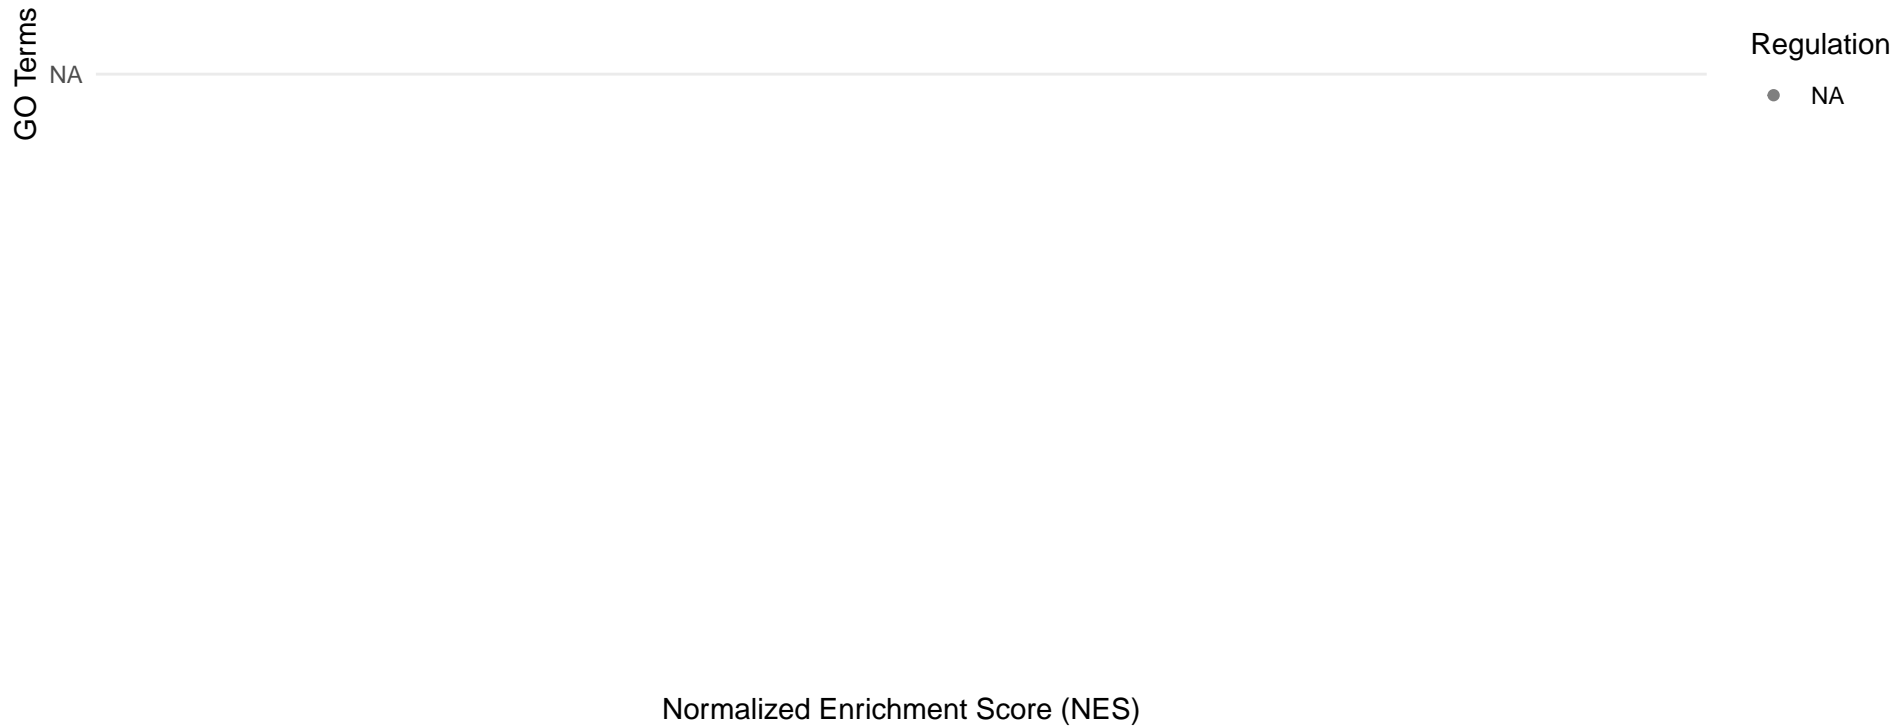 GO Terms
NA
Regulation
NA
Normalized Enrichment Score (NES)